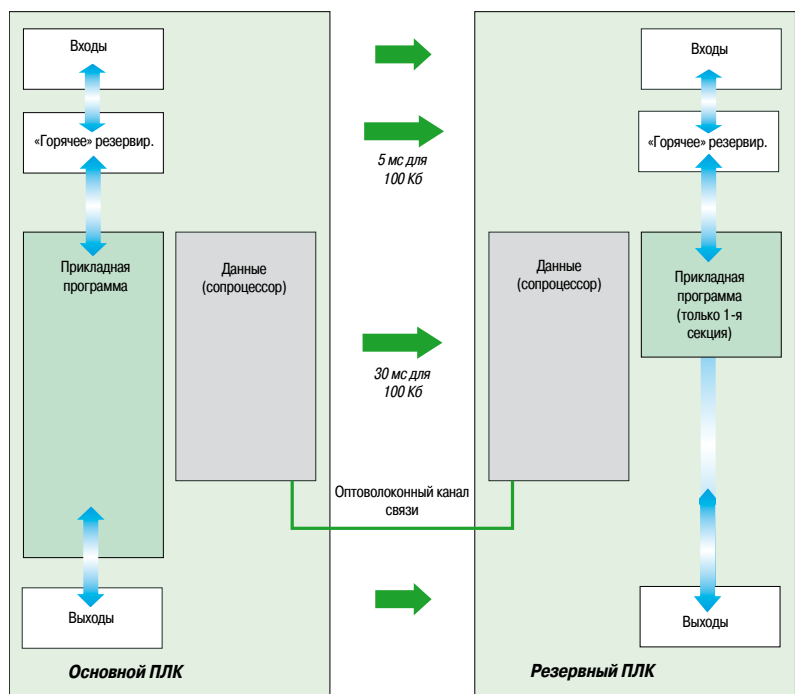 Входы
«Горячее» резервир.
Прикладная
программа
Данные
(сопроцессор)
Выходы
Основной ПЛК
5 мс для
100 Кб
30 мс для
100 Кб
Оптоволоконный канал
связи
Входы
«Горячее» резервир.
Данные
(сопроцессор)
Прикладная
программа
(только 1-я
секция)
Выходы
Резервный ПЛК